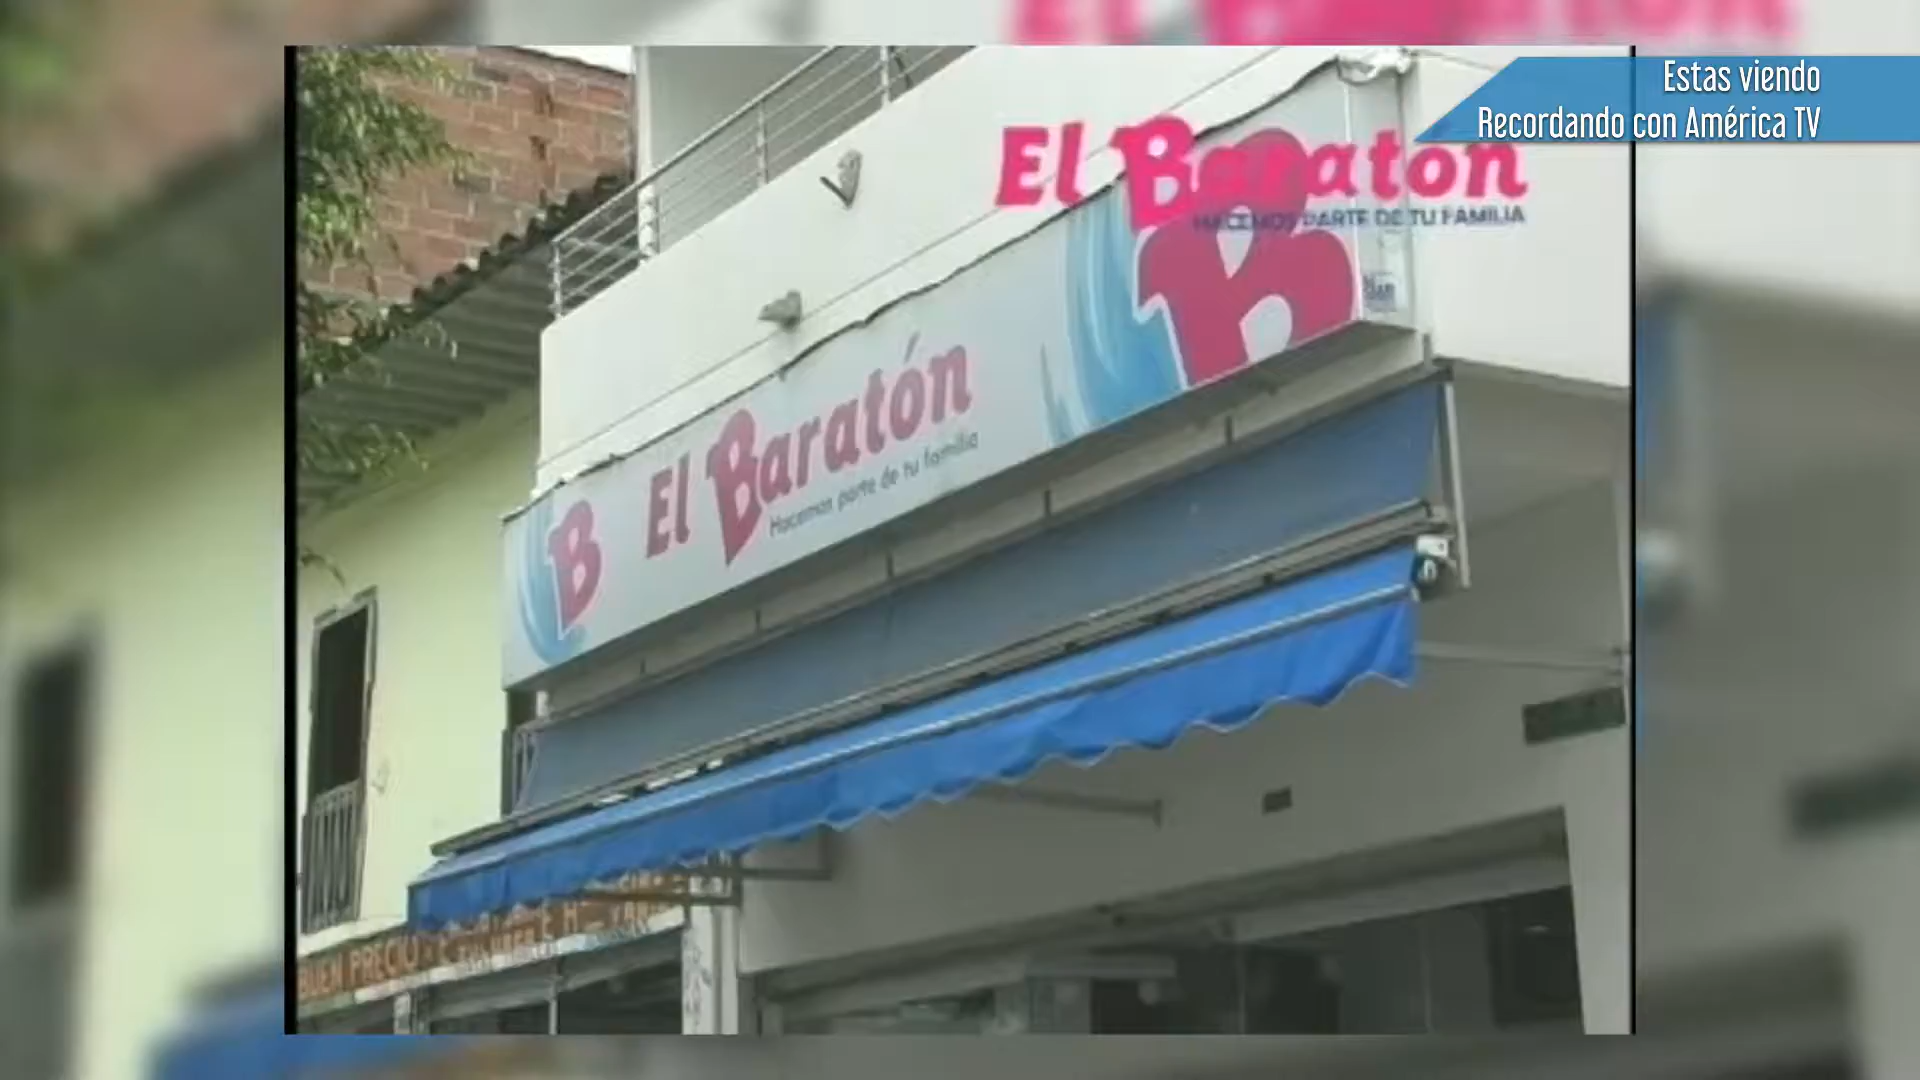 Estas viendo
Recordando con América TV
El Baratón
HACEMOS PARTE DE TU FAMILIA
B
B El Baratón
Hacemos parte de tu familia
BUEN PRECIO